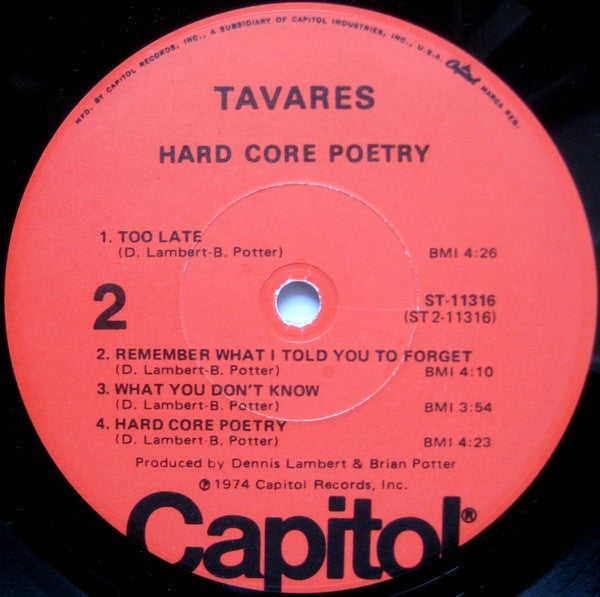 MFD. BY CAPITOL RECORDS, INC., A SUBSIDIARY OF CAPITOL INDUSTRIES, INC., U.S.A. Capitol MARCA REG.
TAVARES
HARD CORE POETRY
1. TOO LATE
(D. Lambert-B. Potter) BMI 4:26
2 ST-11316
(ST2-11316)
2. REMEMBER WHAT I TOLD YOU TO FORGET
(D. Lambert-B. Potter) BMI 4:10
3. WHAT YOU DON'T KNOW
(D. Lambert-B. Potter) BMI 3:54
4. HARD CORE POETRY
(D. Lambert-B. Potter) BMI 4:23
Produced by Dennis Lambert & Brian Potter
℗ 1974 Capitol Records, Inc.
Capitol®